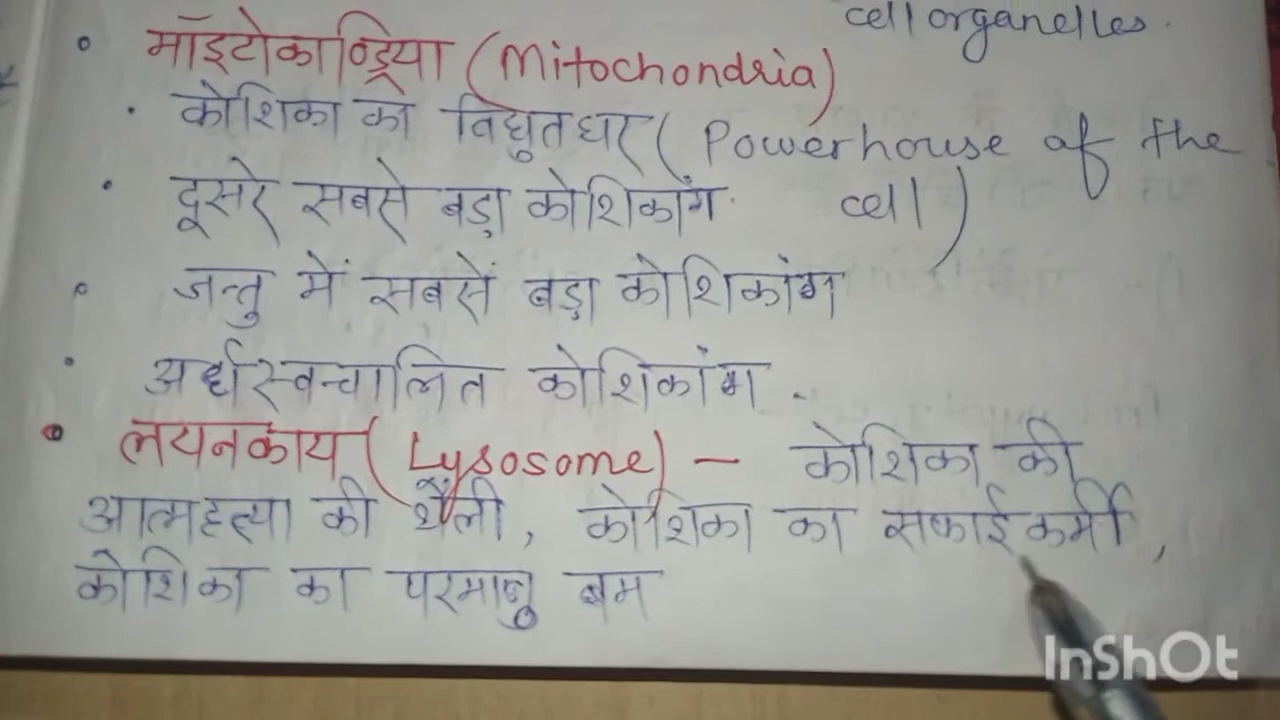 cell organelles.
मॉइटोकाण्ड्रिया (Mitochondria)
कोशिका का विद्युतघर (Powerhouse of the
दूसरे सबसे बड़ा कोशिकांग. cell)
जन्तु में सबसें बड़ा कोशिकांग
अर्धस्वचालित कोशिकांग.
लयनकाय (Lysosome) - कोशिका की
आत्महत्या की थैली, कोशिका का सफाईकर्मी,
कोशिका का परमाणु बम
InShOt